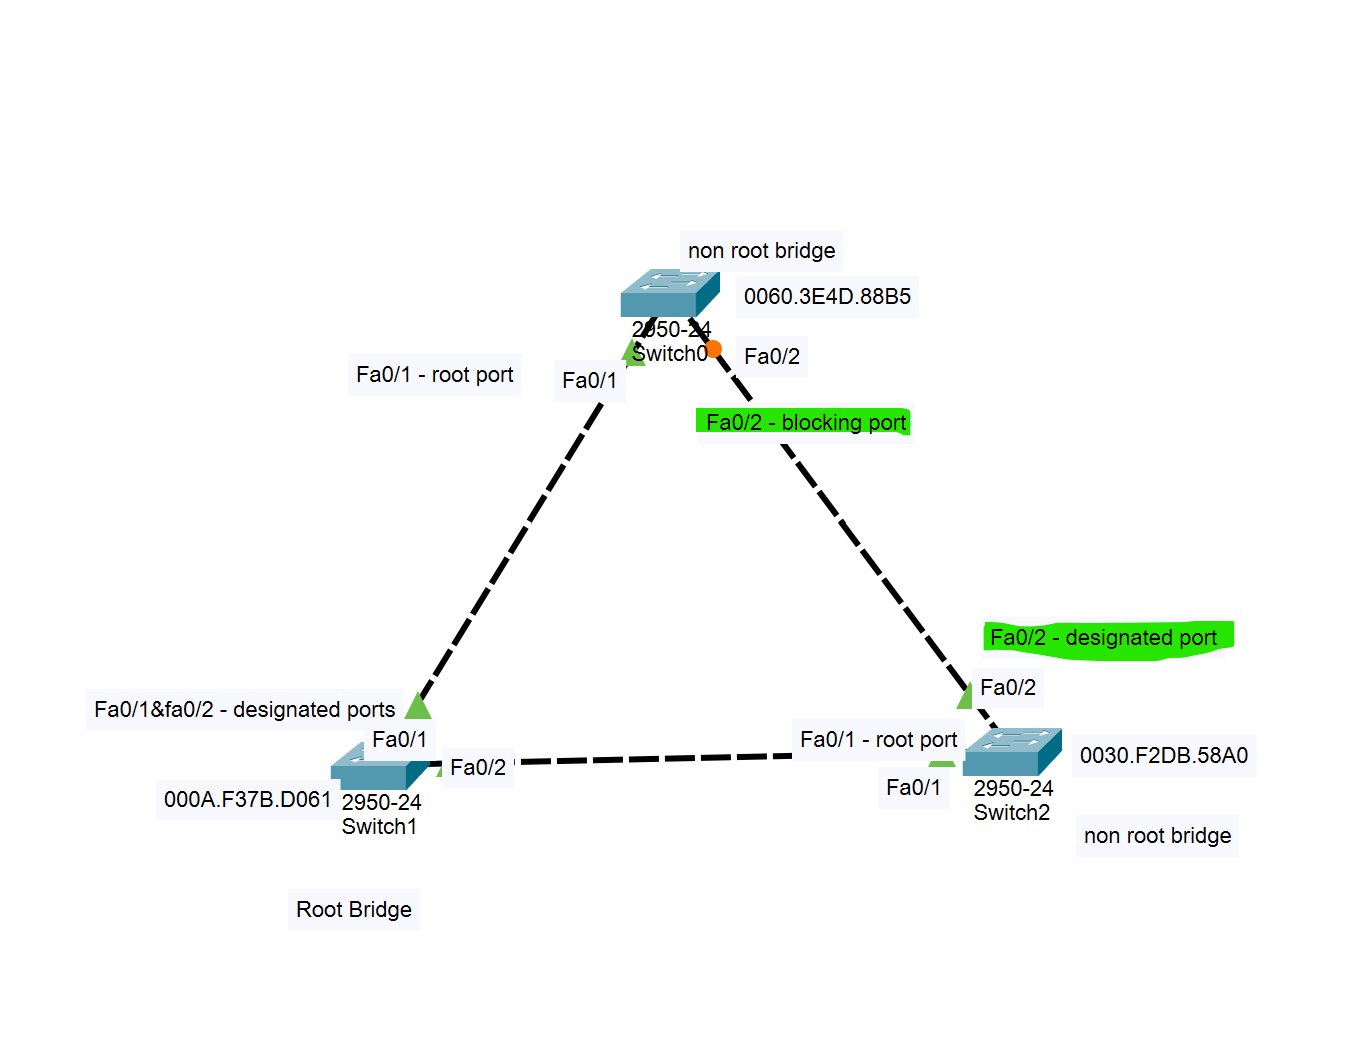 non root bridge
0060.3E4D.88B5
2950-24
Switch0
Fa0/2
Fa0/1 - root port
Fa0/1
Fa0/2 - blocking port
Fa0/2 - designated port
Fa0/2
Fa0/1&fa0/2 - designated ports
Fa0/1
Fa0/2
Fa0/1 - root port
0030.F2DB.58A0
Fa0/1
000A.F37B.D061
2950-24
Switch1
2950-24
Switch2
non root bridge
Root Bridge